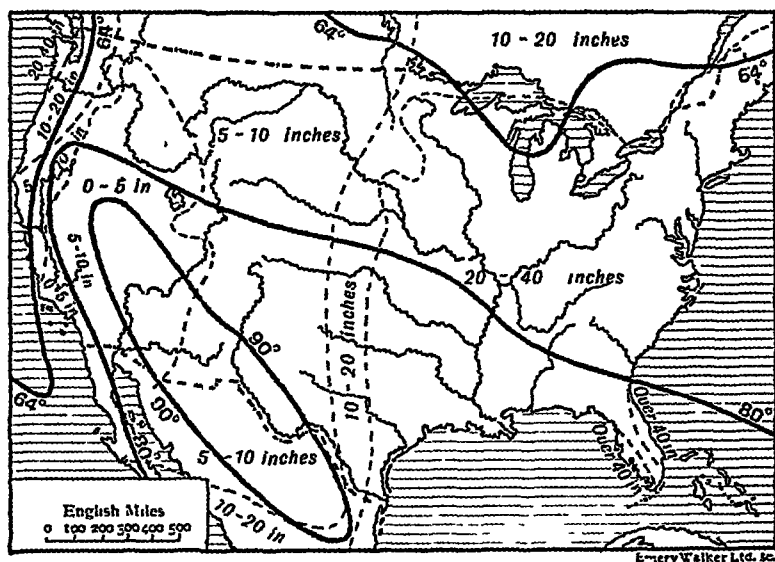 64°
10 - 20 inches
64°
64°
20-40 in
10-20 in
5 - 10 inches
0 - 5 in
5-10 in
20 - 40 inches
10 - 20 inches
90°
90°
64°
80°
80°
Over 40 in
Over 40 in
5 - 10 inches
10-20 in
English Miles
0 100 200 300 400 500
Emery Walker Ltd. sc.